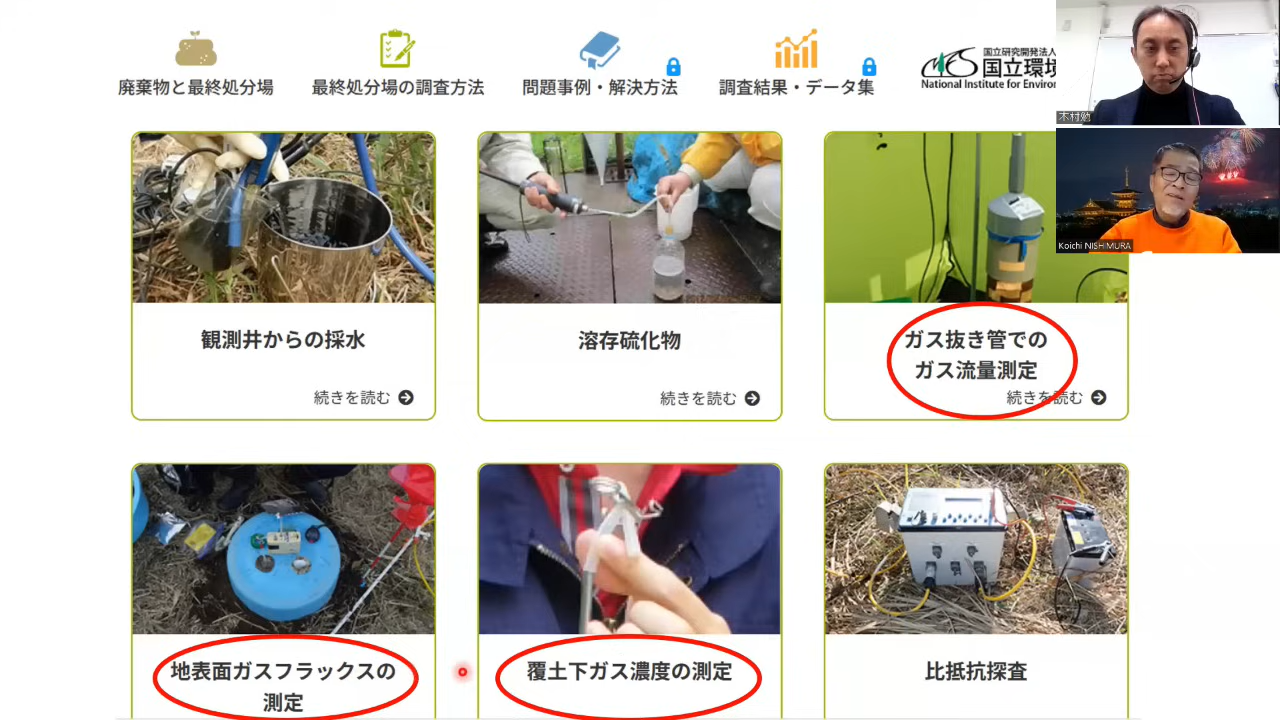 廃棄物と最終処分場
最終処分場の調査方法
問題事例・解決方法
調査結果・データ集
国立研究開発法人
国立環境
National Institute for Environ
木村勉
Koichi NISHIMURA
観測井からの採水
続きを読む
溶存硫化物
続きを読む
ガス抜き管での
ガス流量測定
続きを読む
地表面ガスフラックスの
測定
覆土下ガス濃度の測定
比抵抗探査